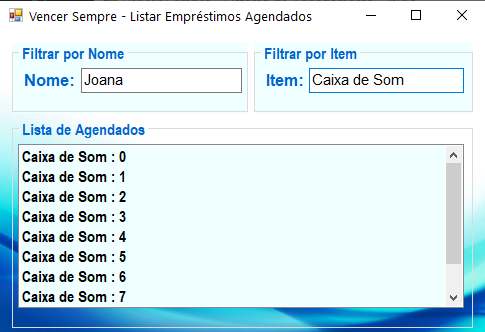 Vencer Sempre - Listar Empréstimos Agendados
Filtrar por Nome
Nome: Joana
Filtrar por Item
Item: Caixa de Som
Lista de Agendados
Caixa de Som : 0
Caixa de Som : 1
Caixa de Som : 2
Caixa de Som : 3
Caixa de Som : 4
Caixa de Som : 5
Caixa de Som : 6
Caixa de Som : 7